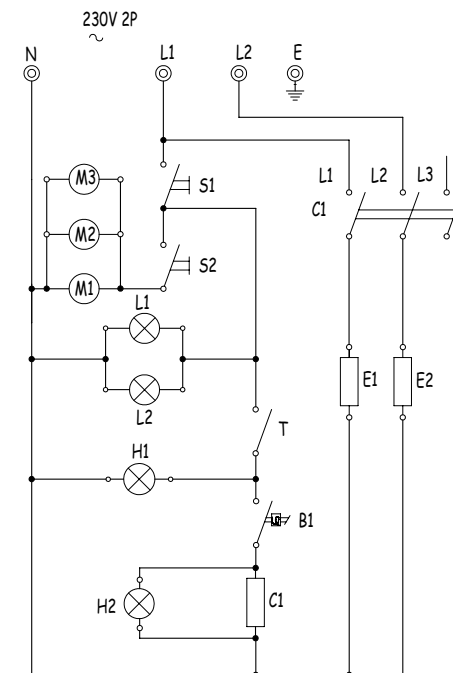 230V 2P
~
N L1 L2 E
M3
S1
L1 L2 L3
C1
M2
S2
M1
L1
E1 E2
L2
T
H1
B1
H2 C1